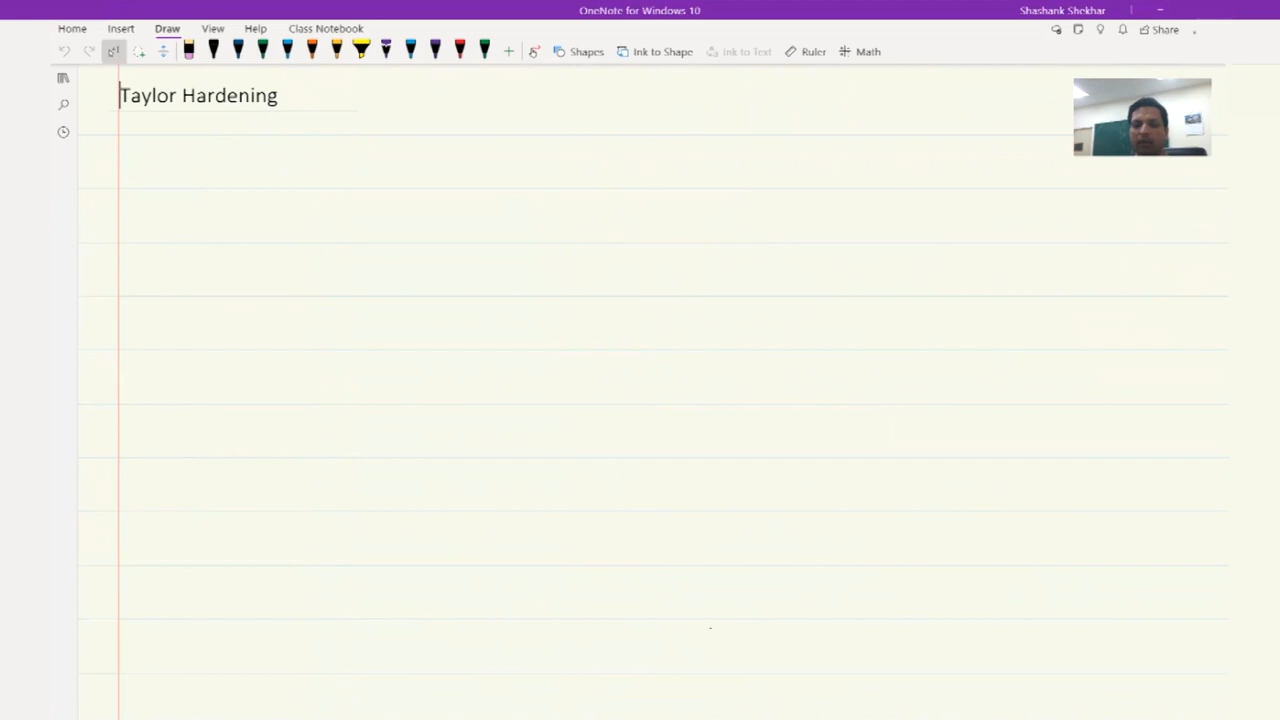 OneNote for Windows 10
Shashank Shekhar
Home Insert Draw View Help Class Notebook
Share
Shapes Ink to Shape Ink to Text Ruler Math
Taylor Hardening